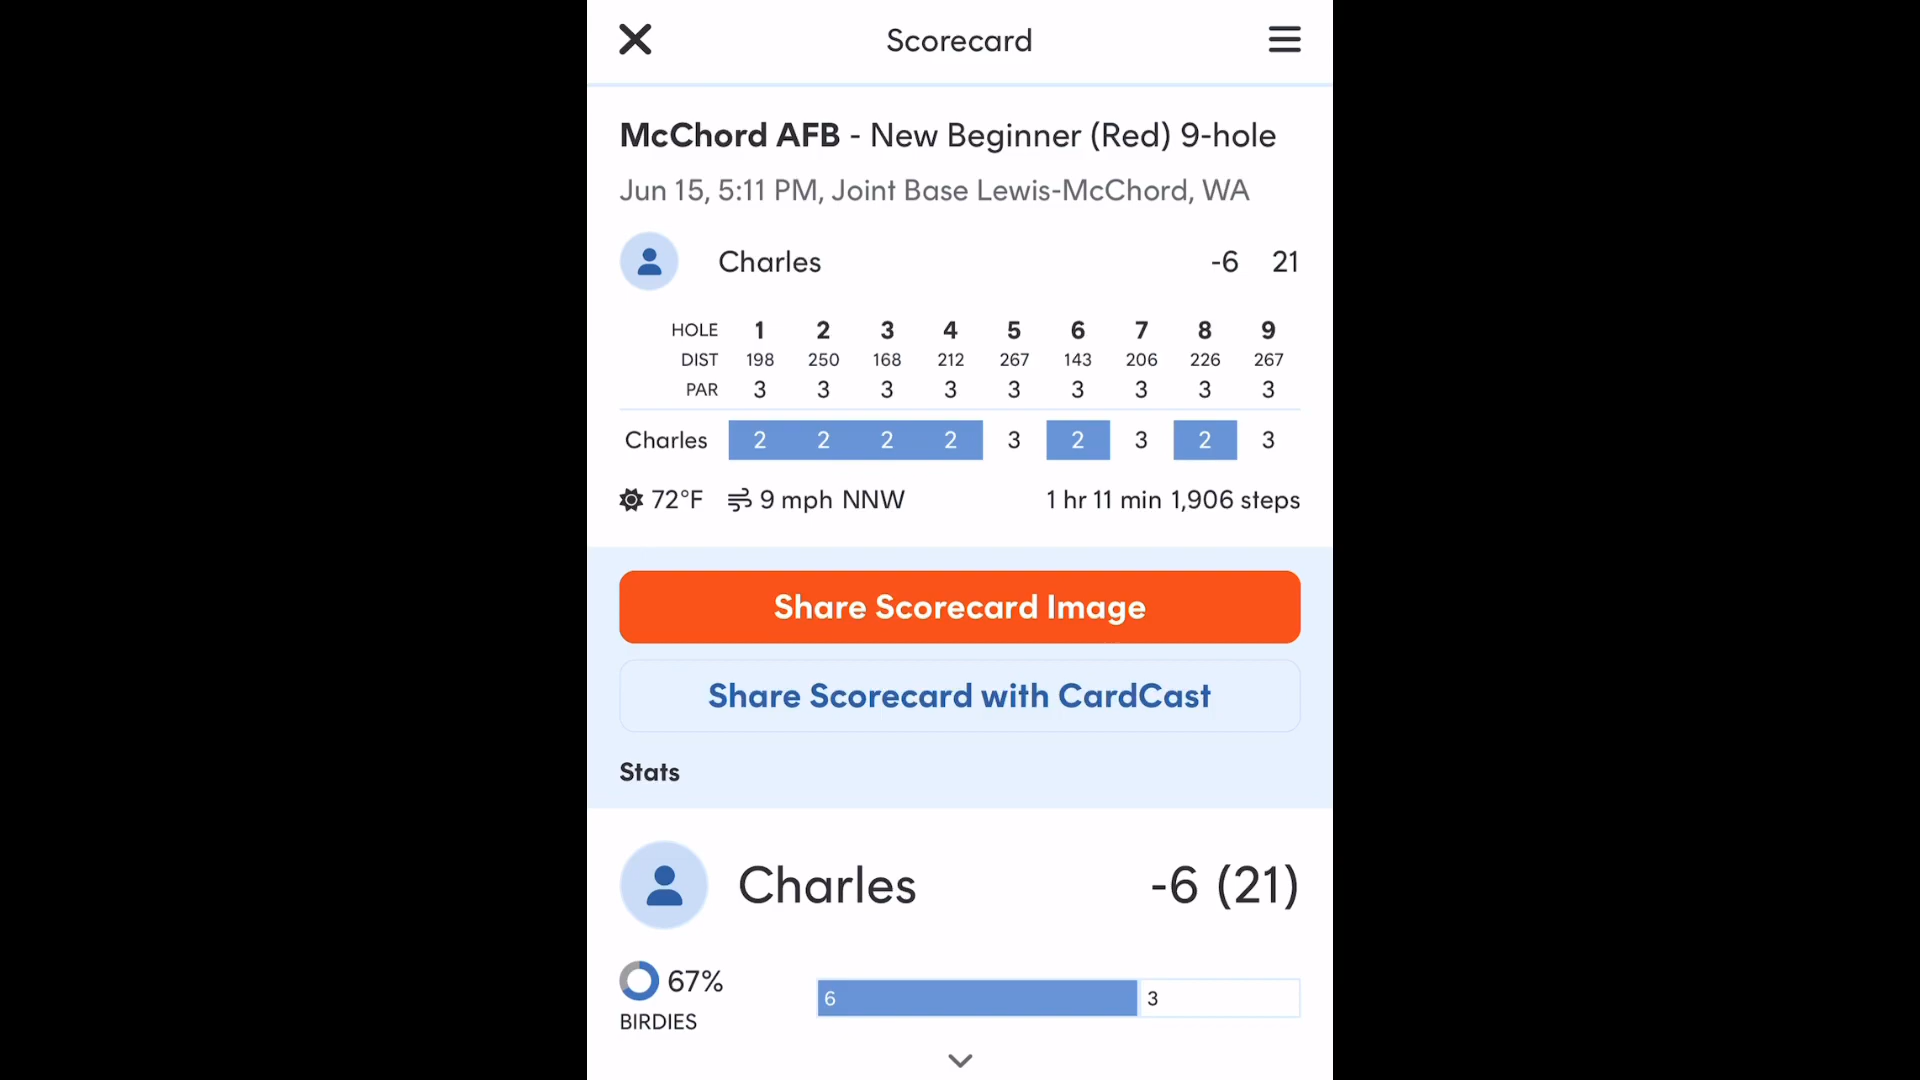 Scorecard
McChord AFB - New Beginner (Red) 9-hole
Jun 15, 5:11 PM, Joint Base Lewis-McChord, WA
Charles -6 21
HOLE 1 2 3 4 5 6 7 8 9
DIST 198 250 168 212 267 143 206 226 267
PAR 3 3 3 3 3 3 3 3 3
Charles 2 2 2 2 3 2 3 2 3
72°F 9 mph NNW 1 hr 11 min 1,906 steps
Share Scorecard Image
Share Scorecard with CardCast
Stats
Charles -6 (21)
67% 6 3
BIRDIES